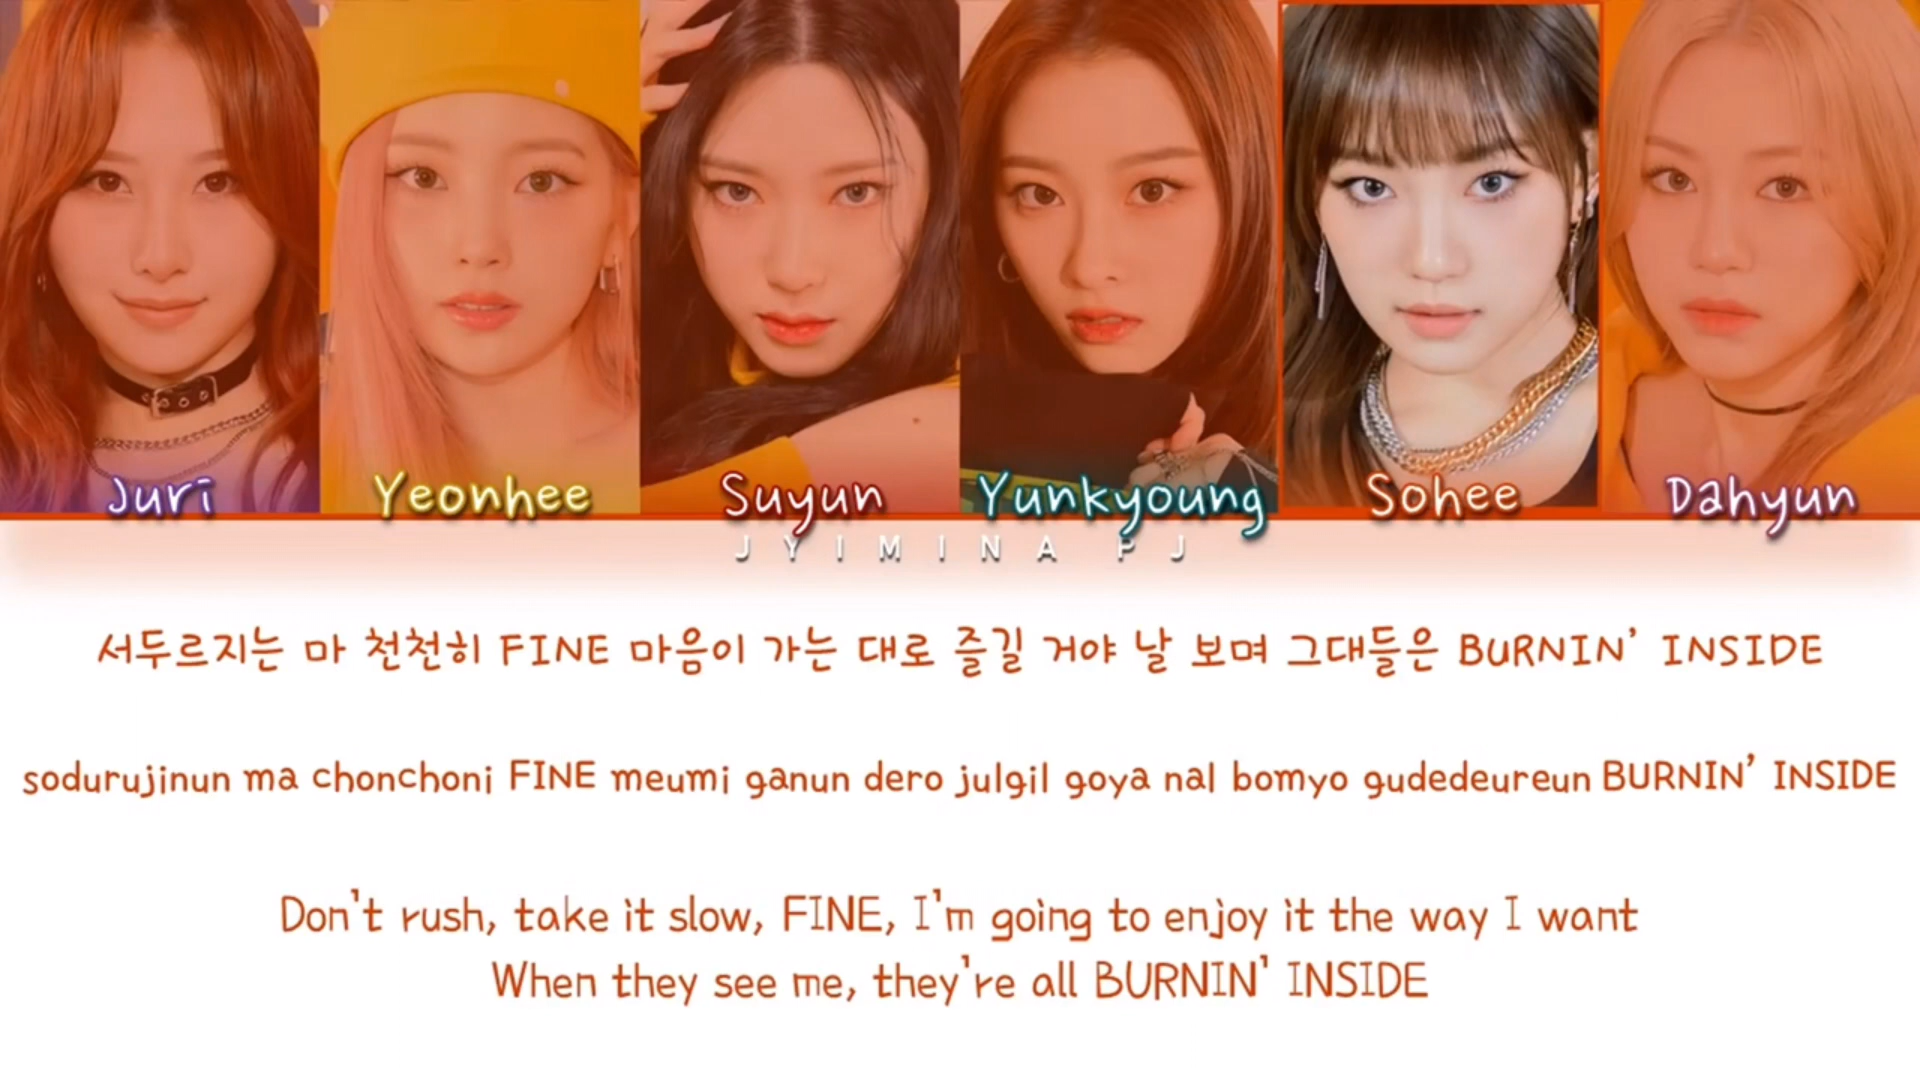 Juri
Yeonhee
Suyun
Yunkyoung
Sohee
Dahyun
JYIMINA PJ
서두르지는 마 천천히 FINE 마음이 가는 대로 즐길 거야 날 보며 그대들은 BURNIN' INSIDE
sodurujinun ma chonchoni FINE meumi ganun dero julgil goya nal bomyo gudedeureun BURNIN' INSIDE
Don't rush, take it slow, FINE, I'm going to enjoy it the way I want
When they see me, they're all BURNIN' INSIDE